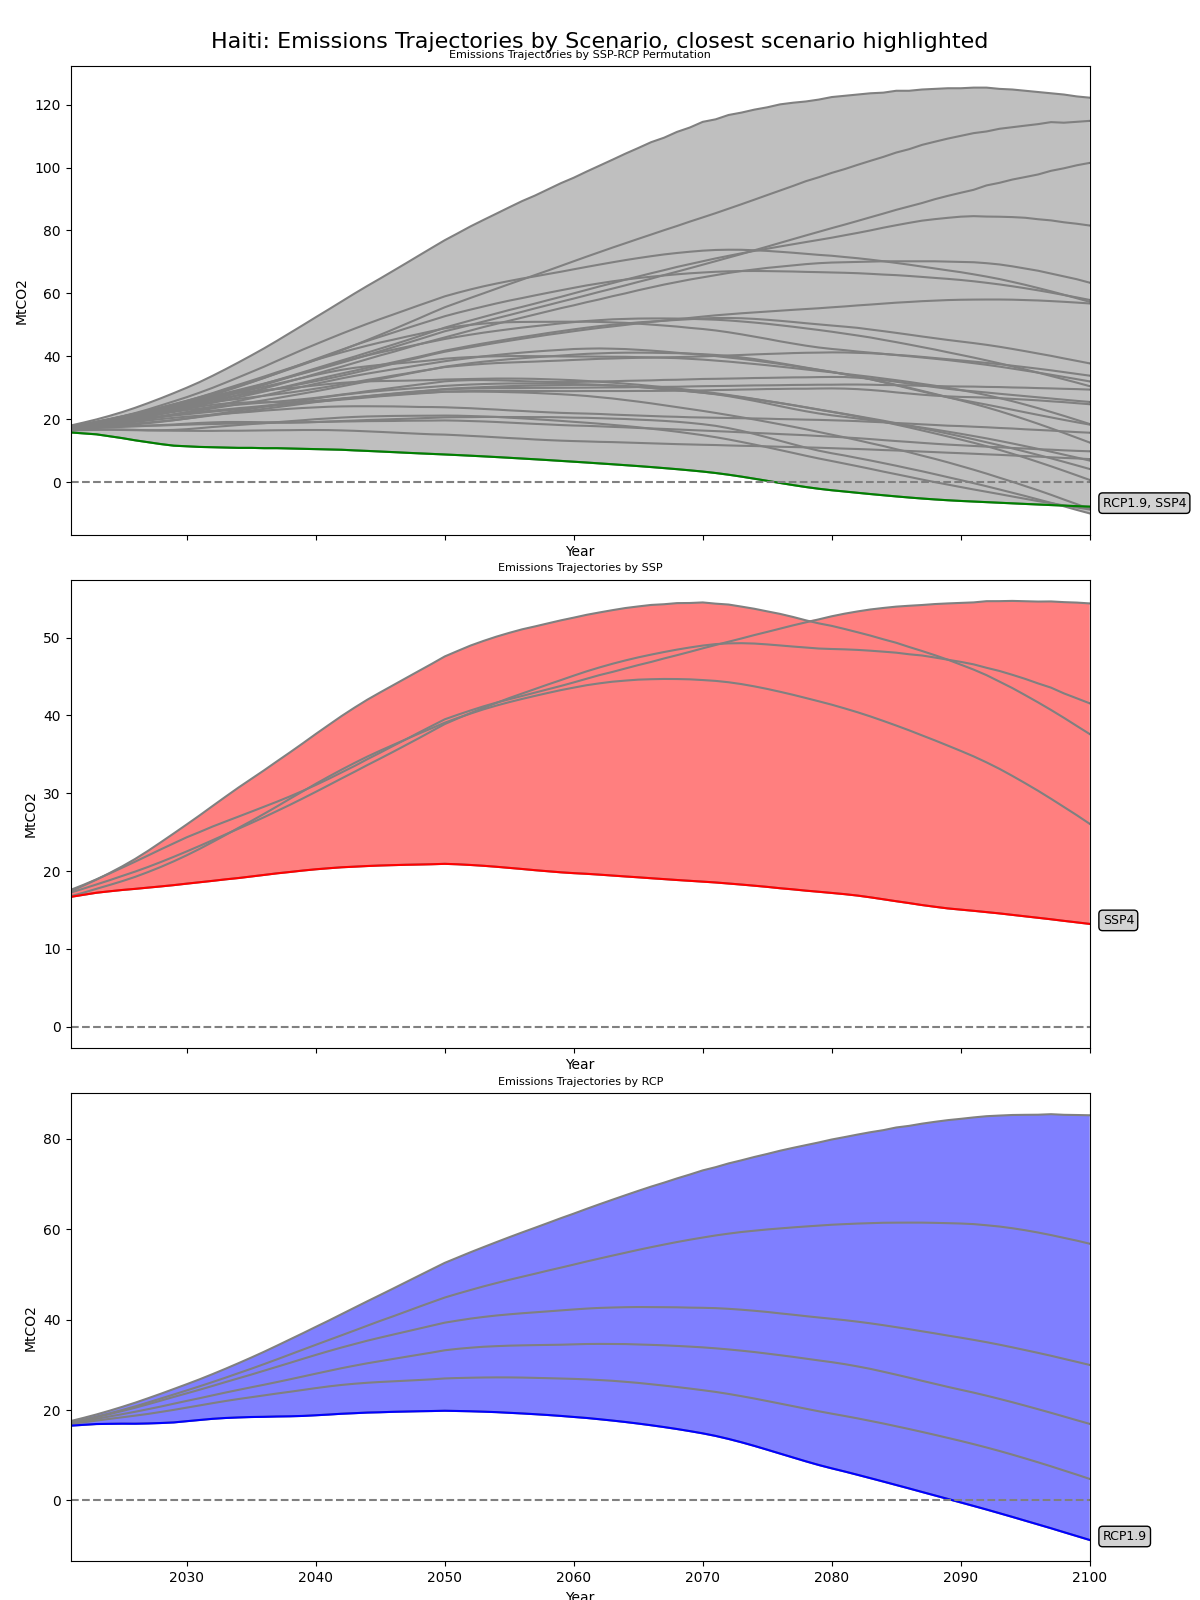 Haiti: Emissions Trajectories by Scenario, closest scenario highlighted
Emissions Trajectories by SSP-RCP Permutation
120
100
80
60
40
20
0
MtCO2
RCP1.9, SSP4
Year
Emissions Trajectories by SSP
50
40
30
20
10
0
MtCO2
SSP4
Year
Emissions Trajectories by RCP
80
60
40
20
0
MtCO2
RCP1.9
2030 2040 2050 2060 2070 2080 2090 2100
Year